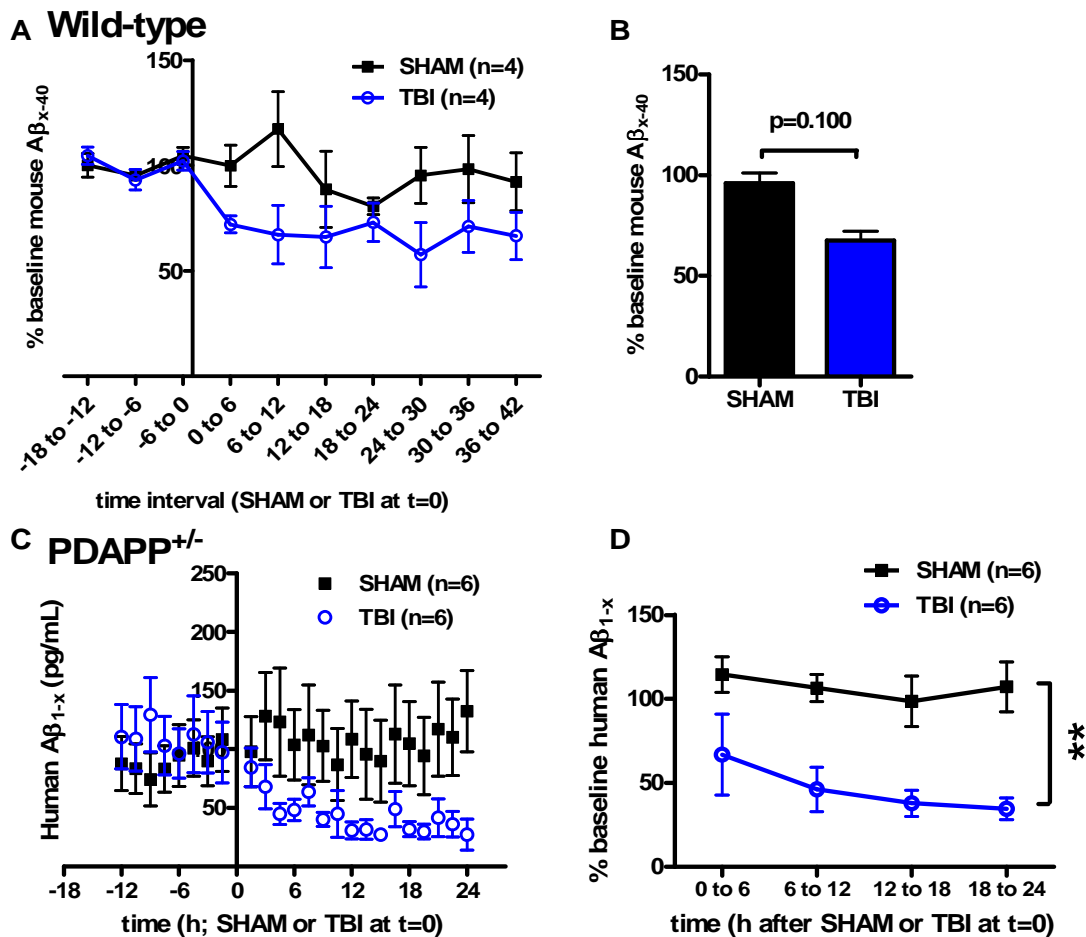 A Wild-type
% baseline mouse Aβx-40
150
100
50
SHAM (n=4)
TBI (n=4)
-18 to -12
-12 to -6
-6 to 0
0 to 6
6 to 12
12 to 18
18 to 24
24 to 30
30 to 36
36 to 42
time interval (SHAM or TBI at t=0)
B
% baseline mouse Aβx-40
150
100
50
0
p=0.100
SHAM TBI
C PDAPP+/-
Human Aβ1-x (pg/mL)
250
200
150
100
50
SHAM (n=6)
TBI (n=6)
-18 -12 -6 0 6 12 18 24
time (h; SHAM or TBI at t=0)
D
% baseline human Aβ1-x
150
100
50
0
SHAM (n=6)
TBI (n=6)
**
0 to 6 6 to 12 12 to 18 18 to 24
time (h after SHAM or TBI at t=0)